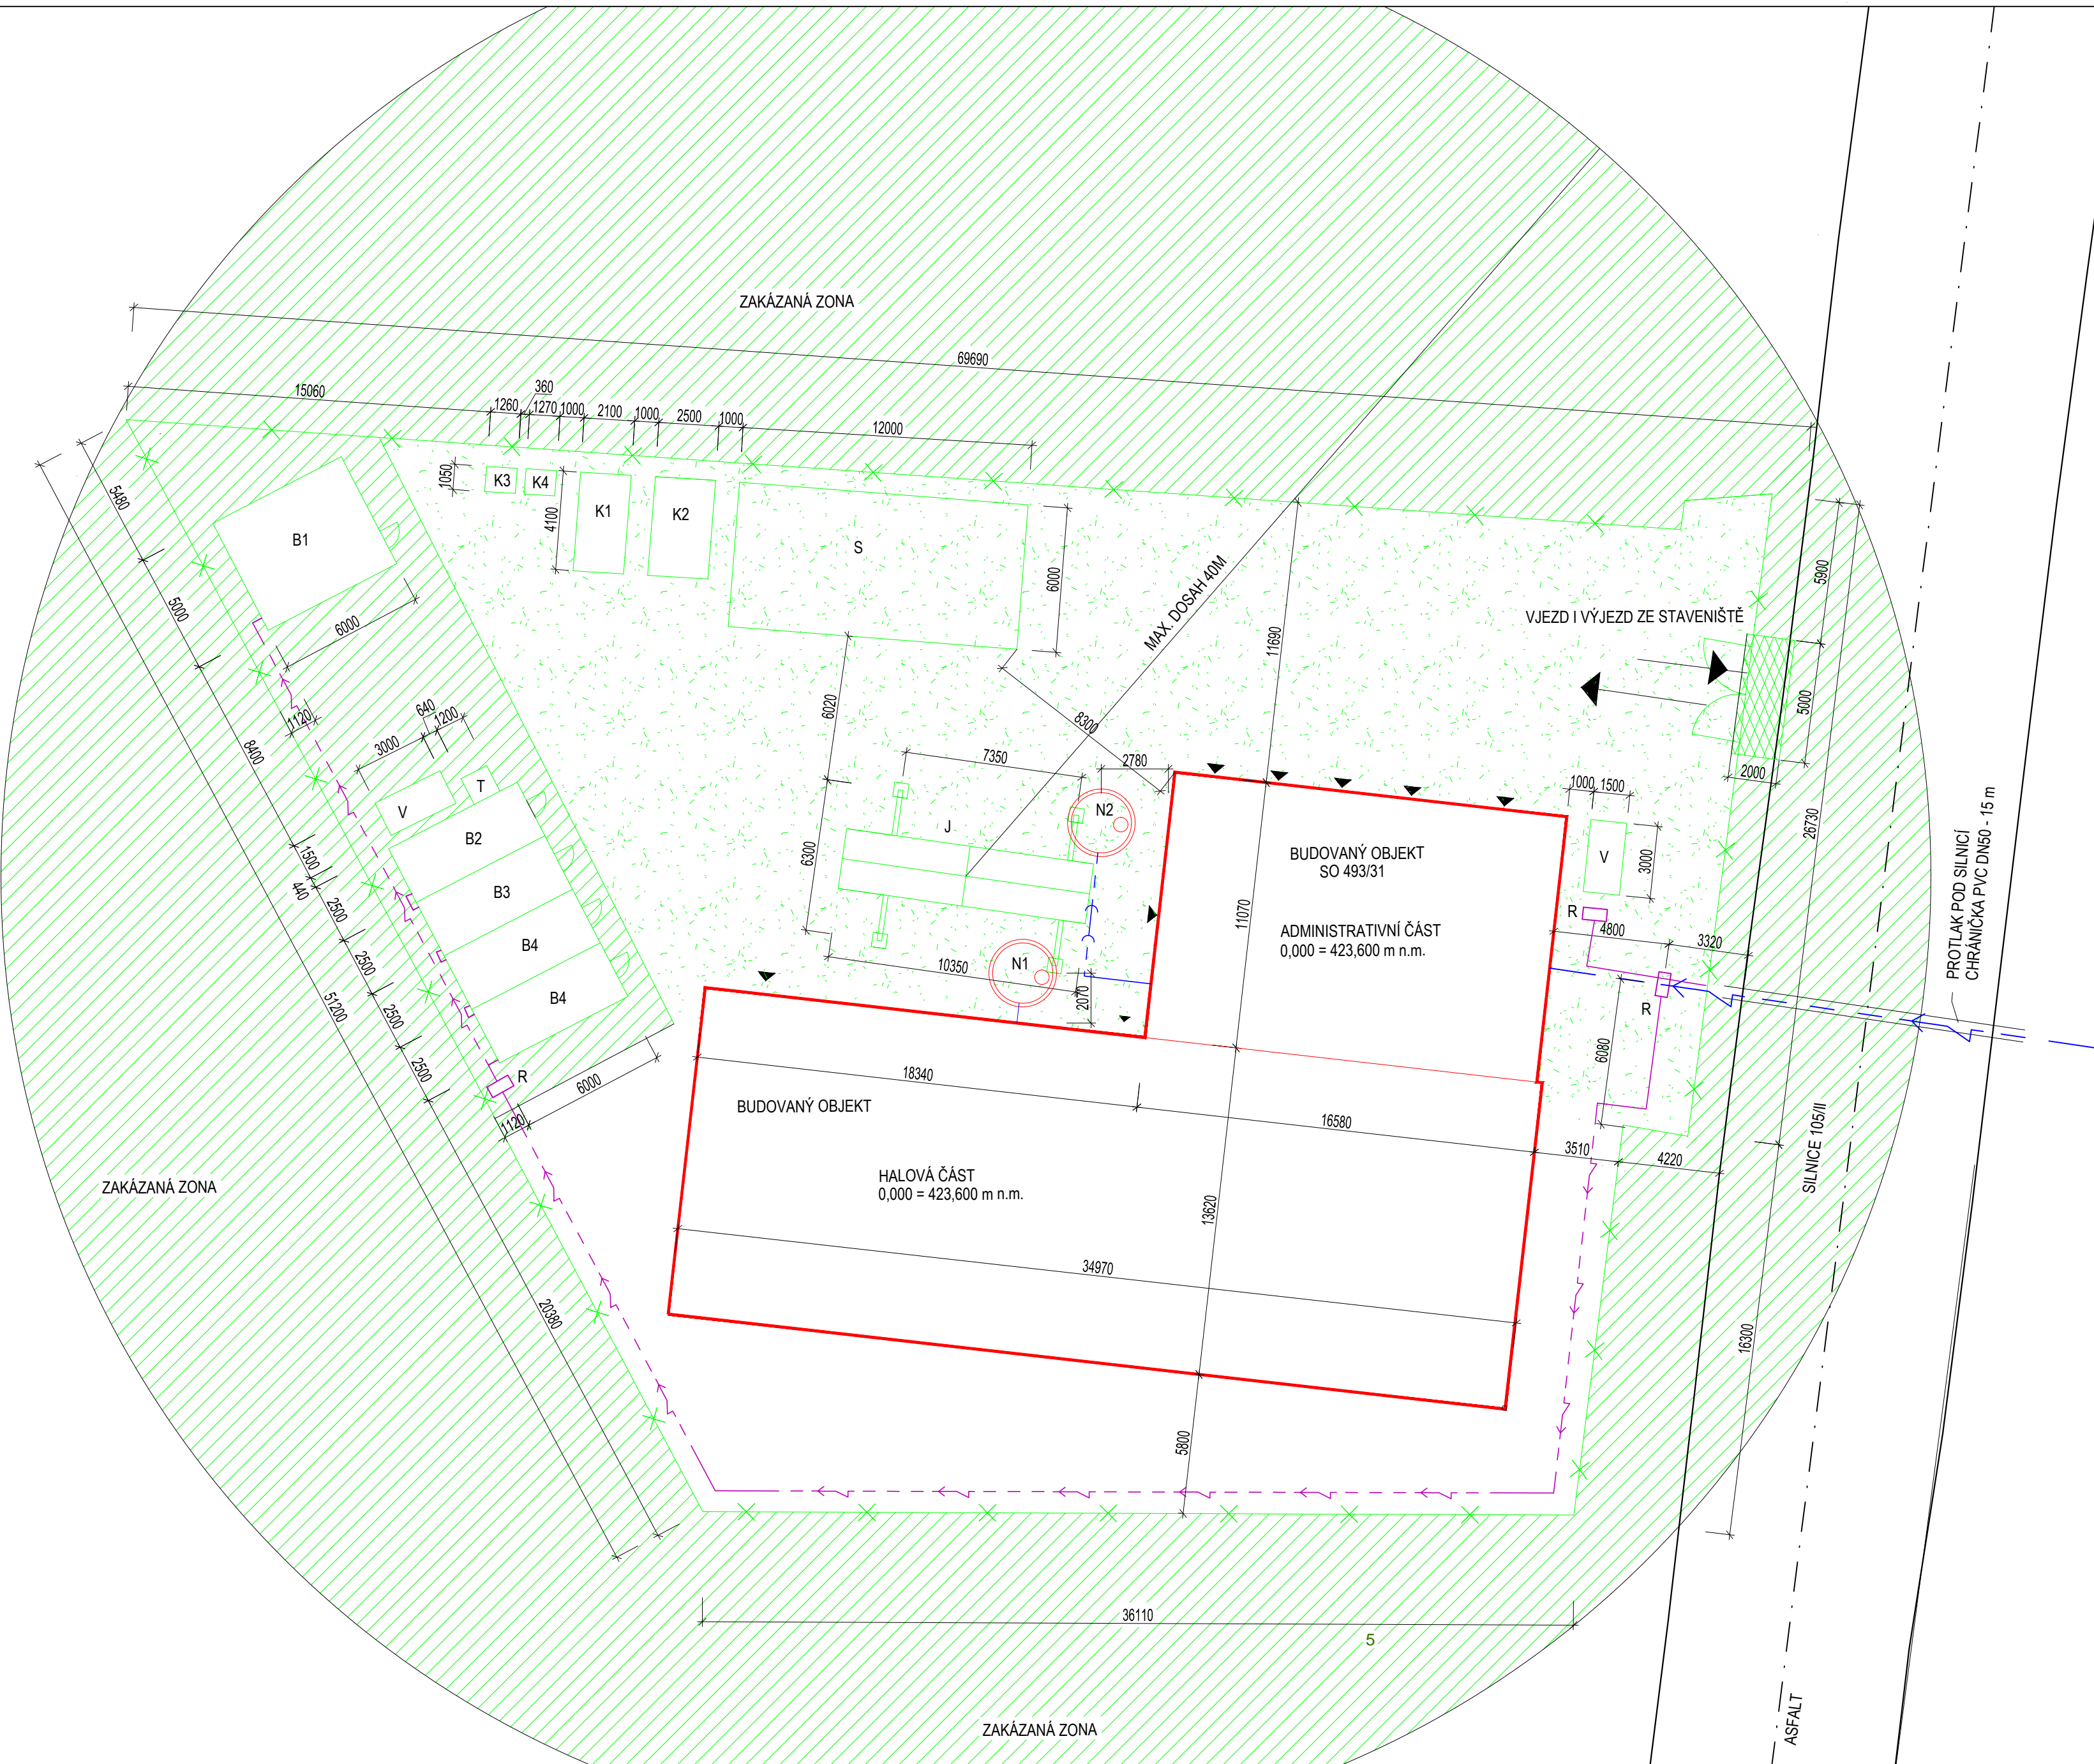 ZAKÁZANÁ ZONA
69690
15060
1260
360
1270
1000
2100
1000
2500
1000
12000
1050
4100
K3
K4
K1
K2
S
6000
B1
5480
5000
6000
1120
8400
640
1200
3000
V
T
B2
B3
B4
B4
1500
440
2500
2500
2500
2500
51200
20380
R
1120
6000
6020
6300
7350
J
8300
2780
N2
N1
10350
2070
MAX. DOSAH 40M
11690
VJEZD I VÝJEZD ZE STAVENIŠTĚ
5900
5000
2000
26730
1000
1500
3000
V
R
4800
3320
R
6080
BUDOVANÝ OBJEKT
SO 493/31
ADMINISTRATIVNÍ ČÁST
0,000 = 423,600 m n.m.
11070
18340
16580
3510
4220
BUDOVANÝ OBJEKT
HALOVÁ ČÁST
0,000 = 423,600 m n.m.
13620
34970
5800
16300
36110
5
PROTLAK POD SILNICÍ
CHRÁNIČKA PVC DN50 - 15 m
SILNICE 105/II
ASFALT
ZAKÁZANÁ ZONA
ZAKÁZANÁ ZONA